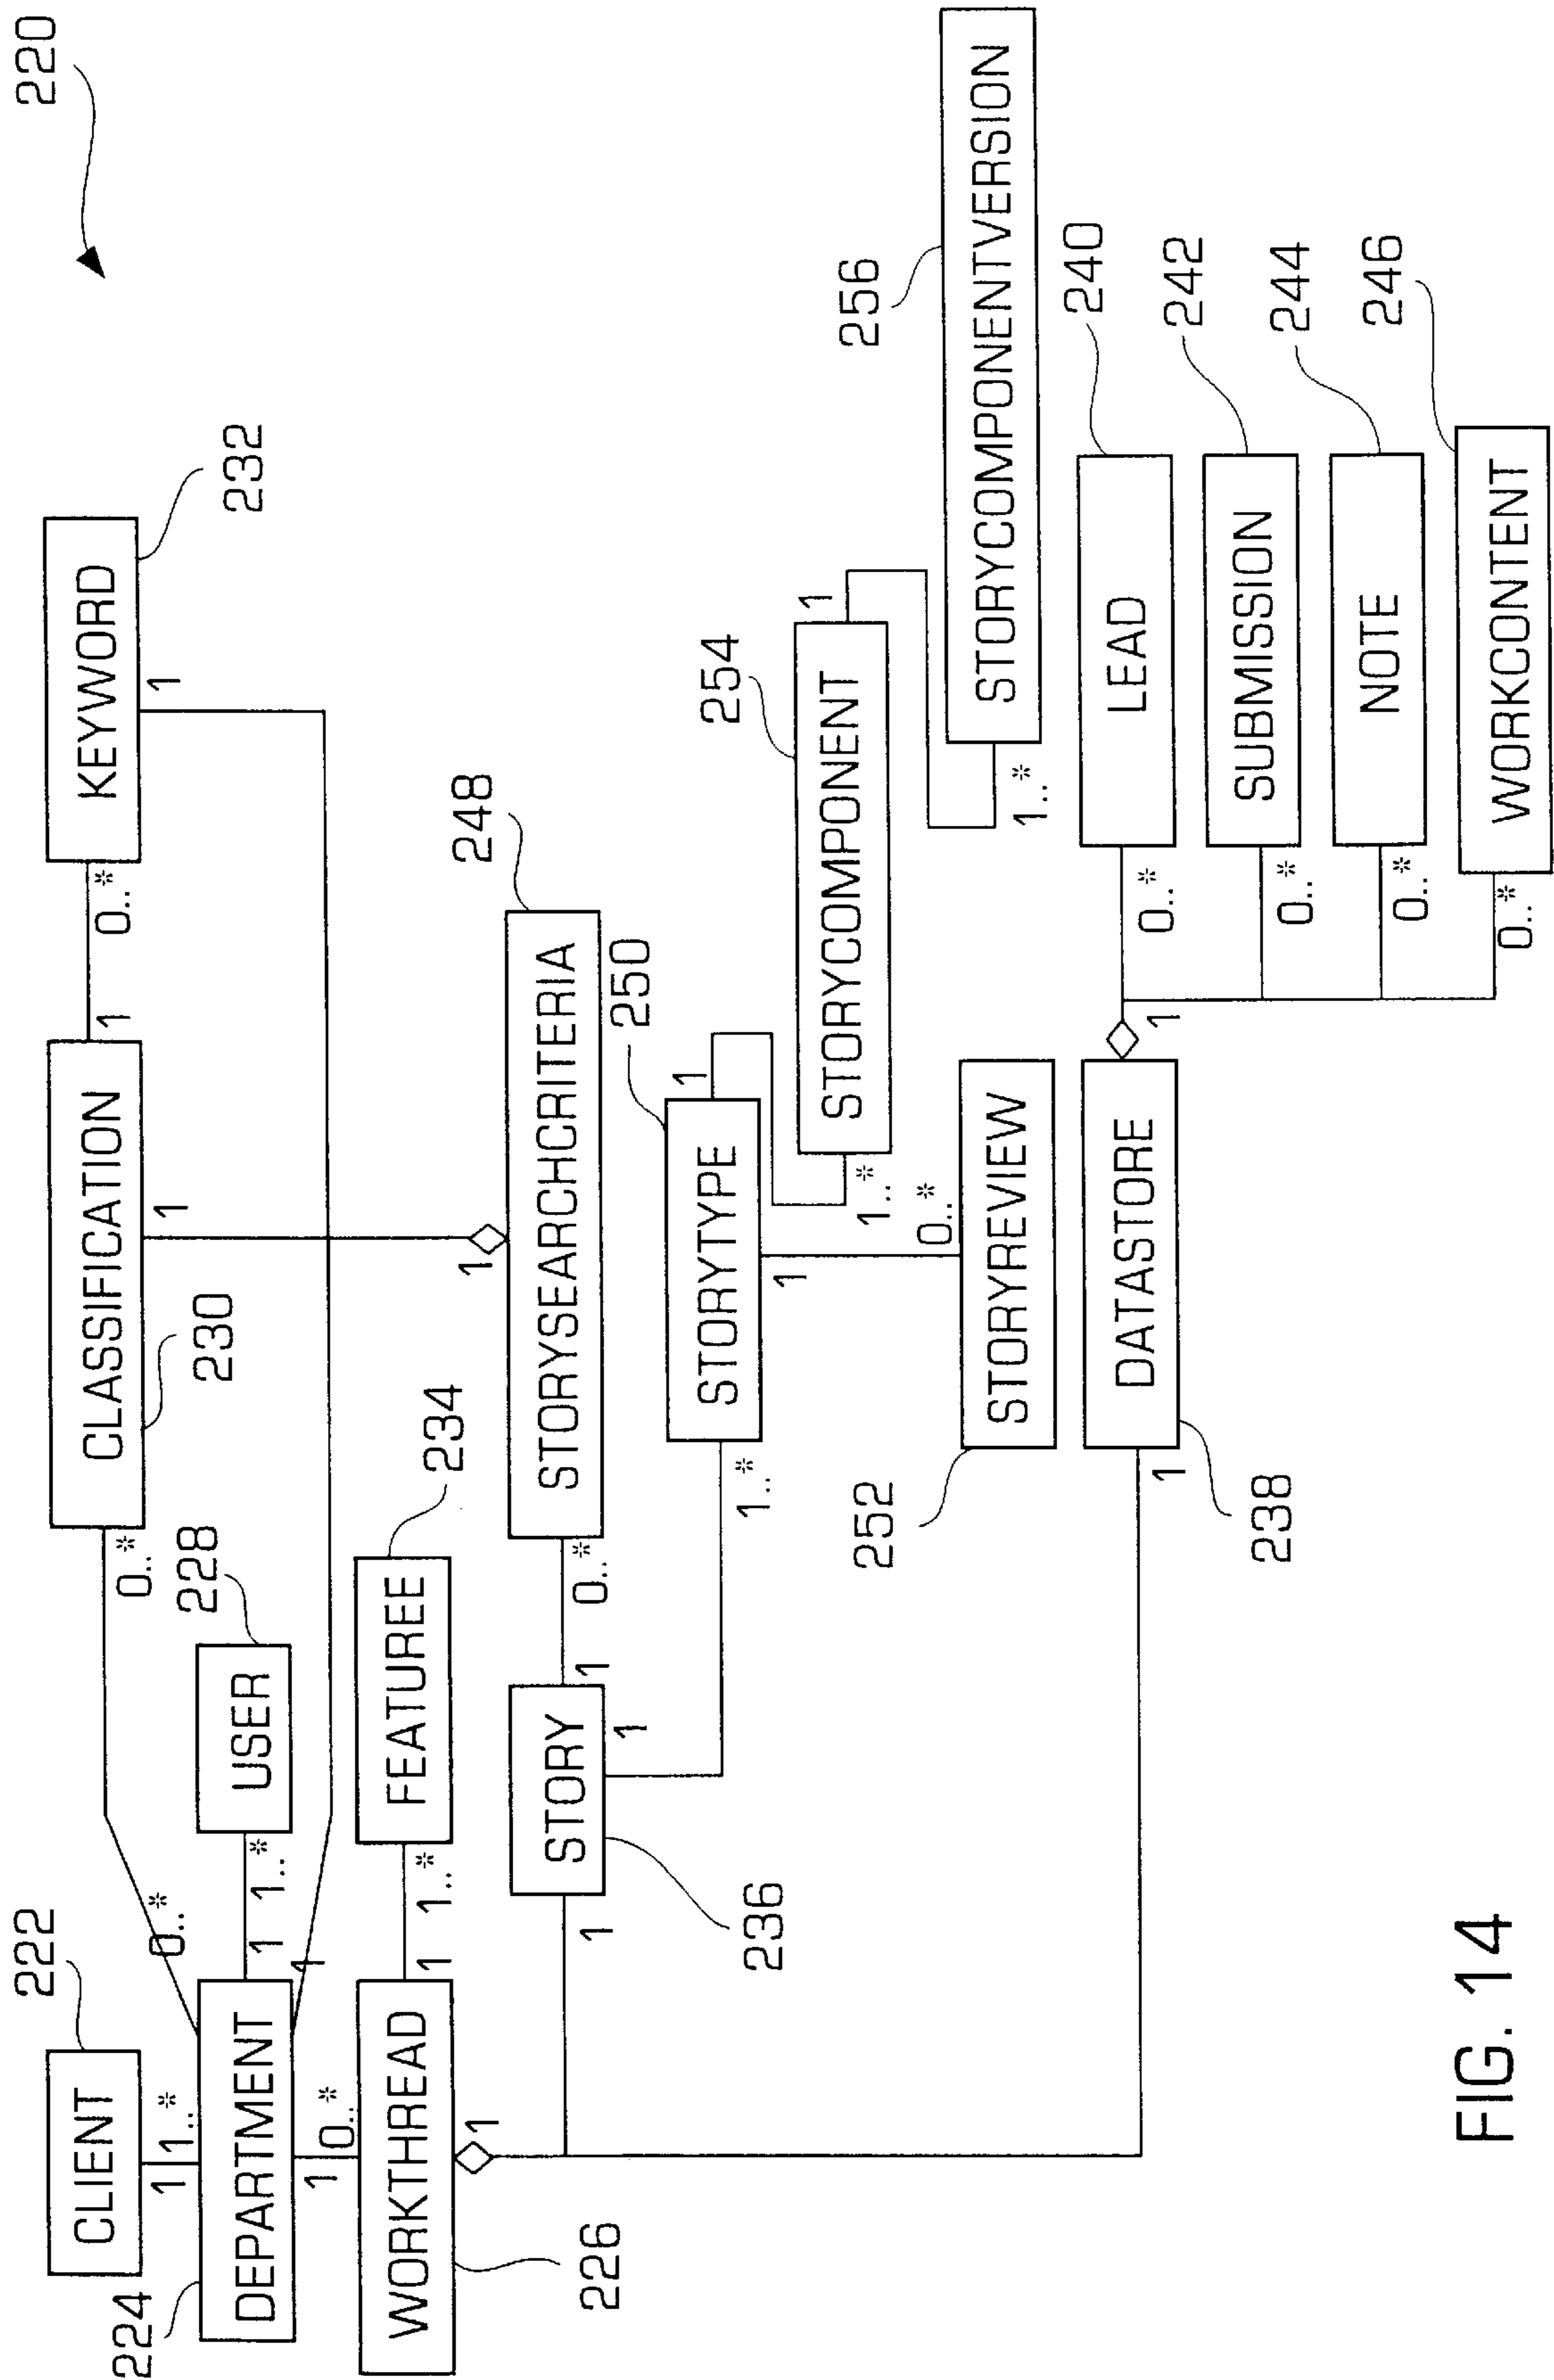 220
CLIENT
222
1
1..*
CLASSIFICATION
230
0..*
0..*
1
1
KEYWORD
232
0..*
1
DEPARTMENT
224
1
1..*
1
1
USER
228
WORKTHREAD
226
0..*
1
1..*
1
FEATUREE
234
STORY
236
1
1
1
STORYSEARCHCRITERIA
248
0..*
1
STORYTYPE
250
1..*
1
1
STORYCOMPONENT
254
1..*
1
STORYCOMPONENTVERSION
256
1..*
STORYREVIEW
252
0..*
DATASTORE
238
1
1
LEAD
240
0..*
SUBMISSION
242
0..*
NOTE
244
0..*
WORKCONTENT
246
0..*
FIG. 14